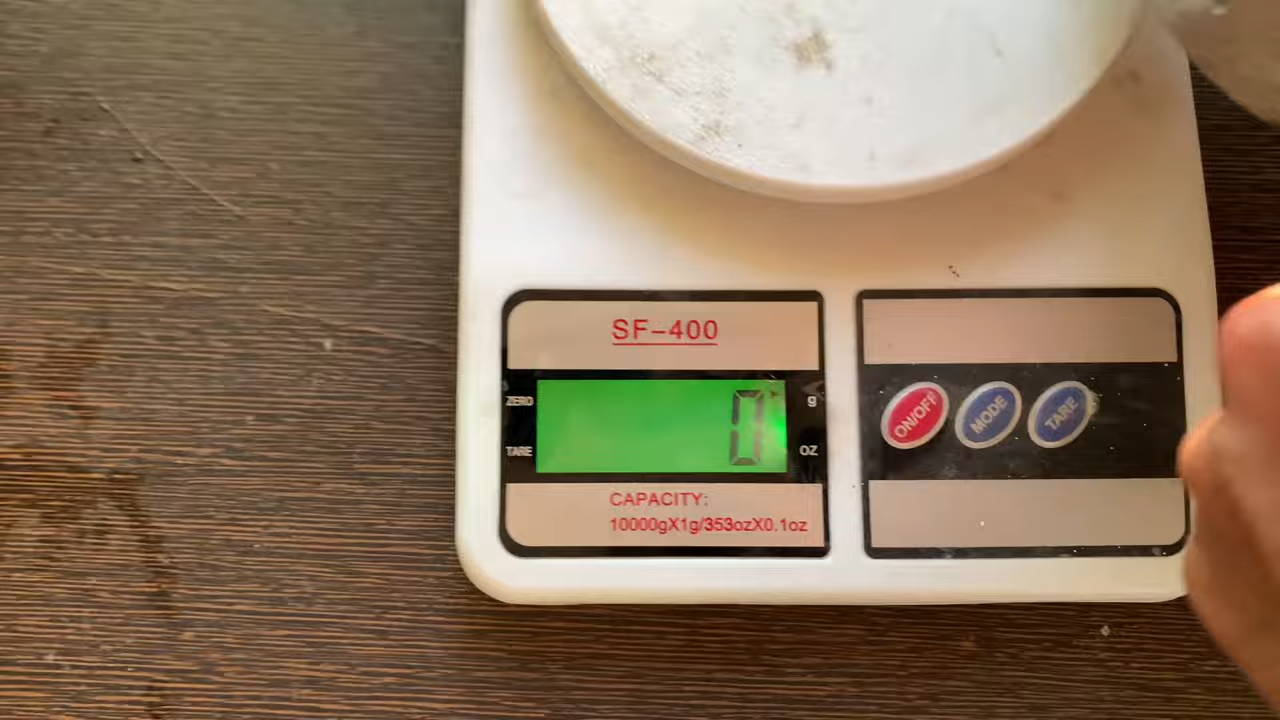 SF-400
ZERO
0
g
TARE
OZ
CAPACITY:
10000gX1g/353ozX0.1oz
ON/OFF
MODE
TARE